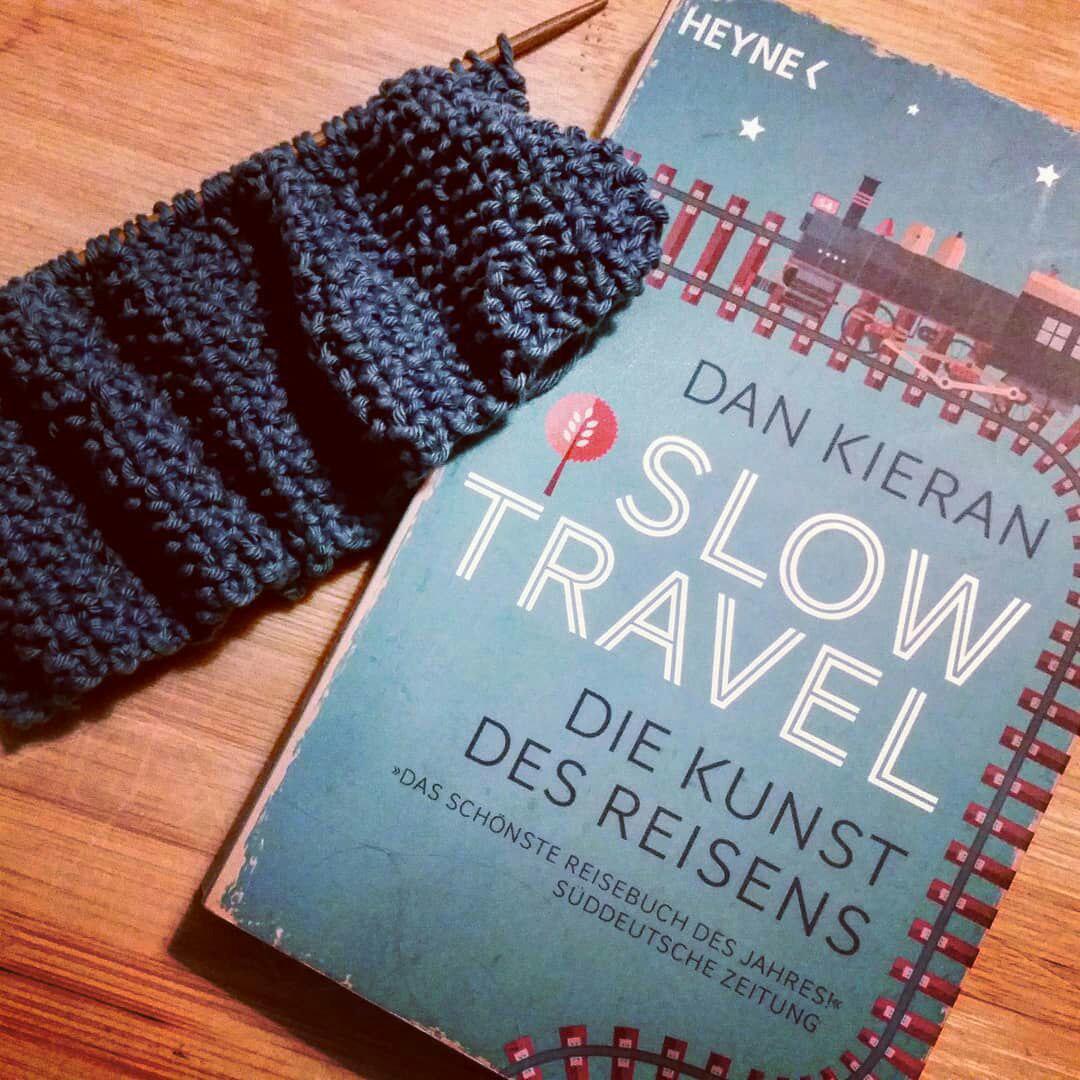 HEYNE
DAN KIERAN
SLOW
TRAVEL
DIE KUNST
DES REISENS
»DAS SCHÖNSTE REISEBUCH DES JAHRES!«
SÜDDEUTSCHE ZEITUNG